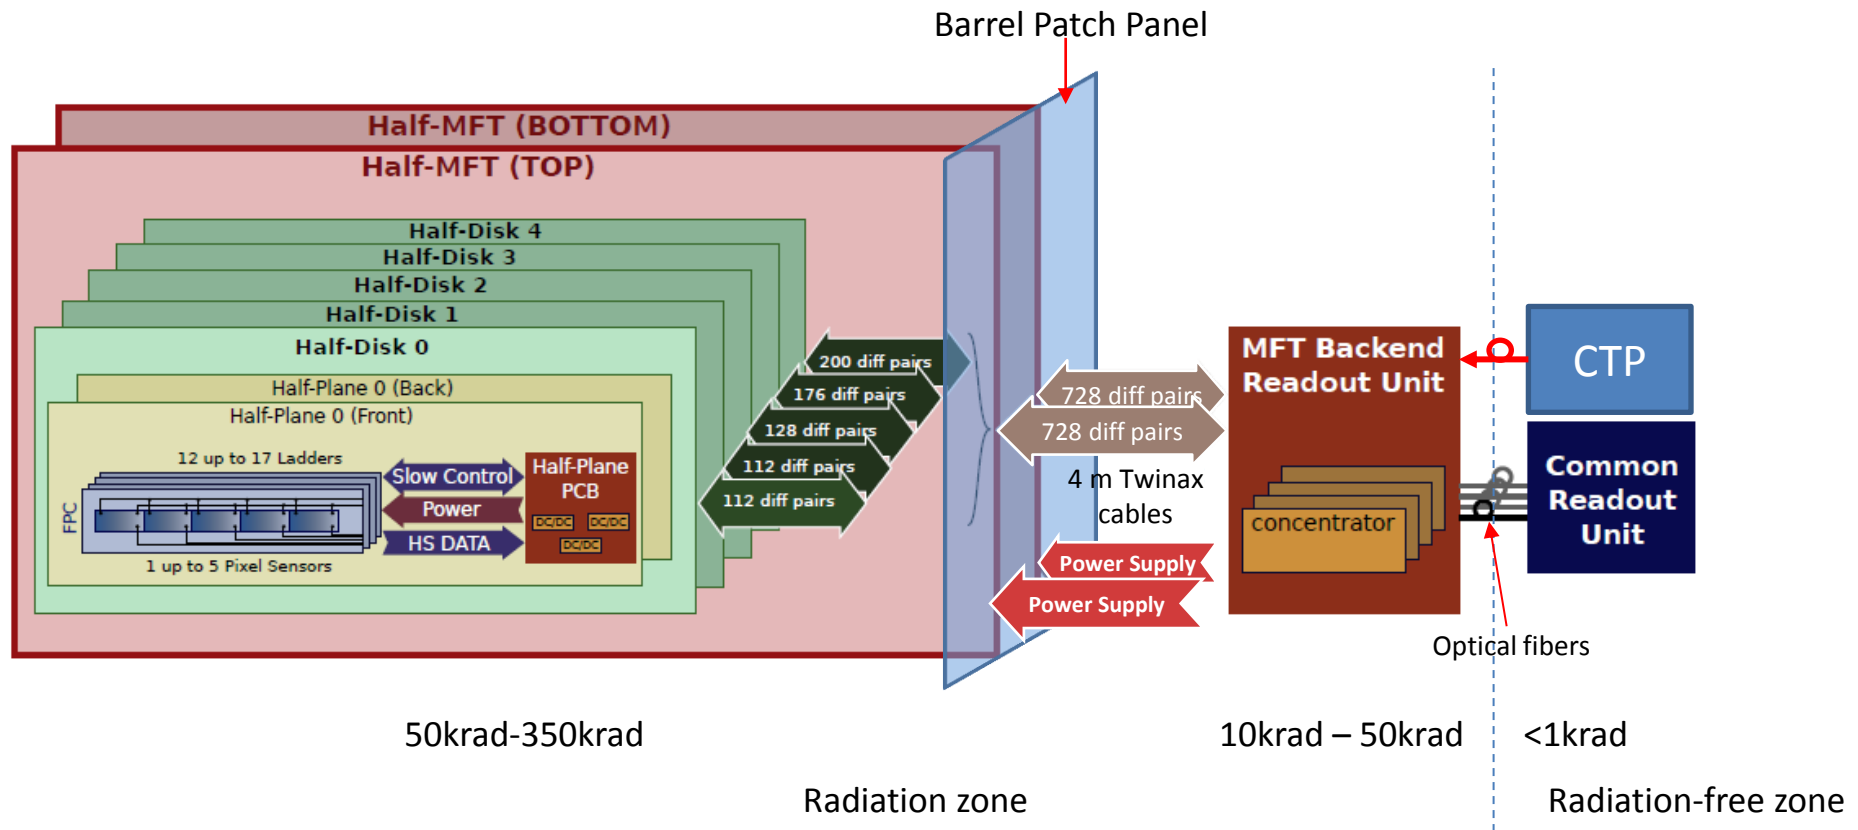 Barrel Patch Panel
Half-MFT (BOTTOM)
Half-MFT (TOP)
Half-Disk 4
Half-Disk 3
Half-Disk 2
Half-Disk 1
Half-Disk 0
Half-Plane 0 (Back)
Half-Plane 0 (Front)
12 up to 17 Ladders
FPC
1 up to 5 Pixel Sensors
Slow Control
Power
HS DATA
Half-Plane
PCB
DC/DC
DC/DC
DC/DC
200 diff pairs
176 diff pairs
128 diff pairs
112 diff pairs
112 diff pairs
728 diff pairs
728 diff pairs
4 m Twinax
cables
Power Supply
Power Supply
MFT Backend
Readout Unit
concentrator
CTP
Common
Readout
Unit
Optical fibers
50krad-350krad
10krad – 50krad
<1krad
Radiation zone
Radiation-free zone